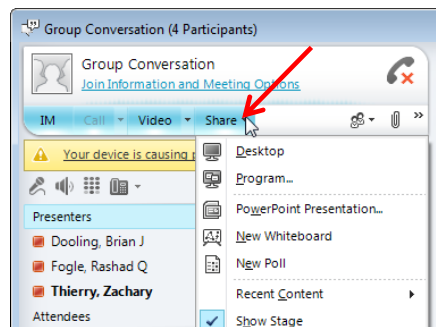 Group Conversation (4 Participants)
Group Conversation
Join Information and Meeting Options
IM Call Video Share
Your device is causing
Desktop
Program...
PowerPoint Presentation...
New Whiteboard
New Poll
Recent Content
Show Stage
Presenters
Dooling, Brian J
Fogle, Rashad Q
Thierry, Zachary
Attendees